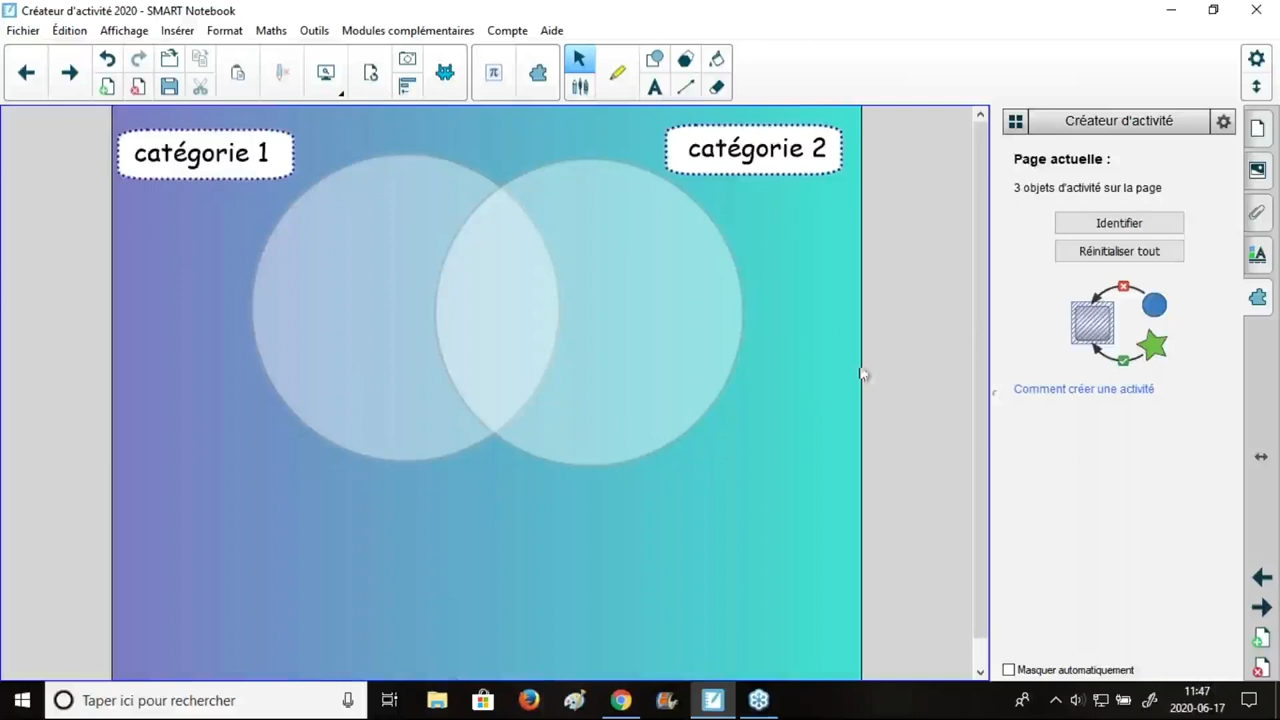 Créateur d'activité 2020 - SMART Notebook
Fichier Édition Affichage Insérer Format Maths Outils Modules complémentaires Compte Aide
π
A
catégorie 1
catégorie 2
Créateur d'activité
Page actuelle :
3 objets d'activité sur la page
Identifier
Réinitialiser tout
Comment créer une activité
Masquer automatiquement
Taper ici pour rechercher
11:47
2020-06-17